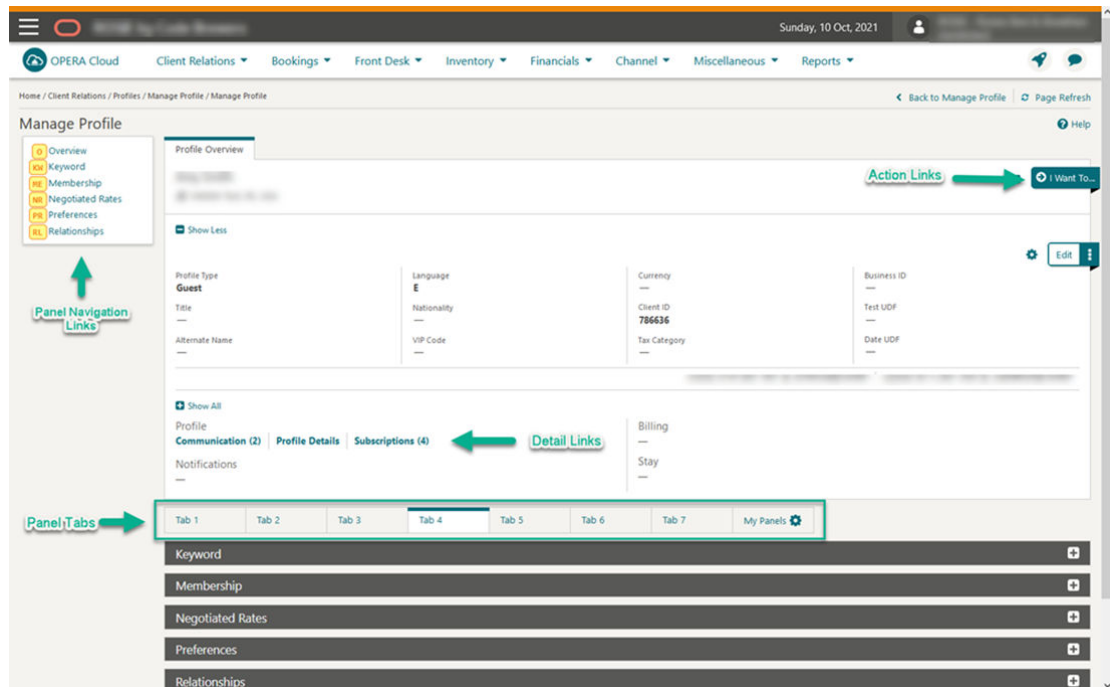 Sunday, 10 Oct, 2021
OPERA Cloud Client Relations Bookings Front Desk Inventory Financials Channel Miscellaneous Reports
Home / Client Relations / Profiles / Manage Profile / Manage Profile Back to Manage Profile Page Refresh
Manage Profile Help
O Overview
KW Keyword
ME Membership
NR Negotiated Rates
PR Preferences
RL Relationships
Panel Navigation
Links
Profile Overview
Action Links I Want To...
Show Less
Edit
Profile Type Language Currency Business ID
Guest E — —
Title Nationality Client ID Test UDF
— — 786636 —
Alternate Name VIP Code Tax Category Date UDF
— — — —
Show All
Profile Billing
Communication (2) Profile Details Subscriptions (4) Detail Links —
Notifications Stay
— —
Panel Tabs Tab 1 Tab 2 Tab 3 Tab 4 Tab 5 Tab 6 Tab 7 My Panels
Keyword
Membership
Negotiated Rates
Preferences
Relationships